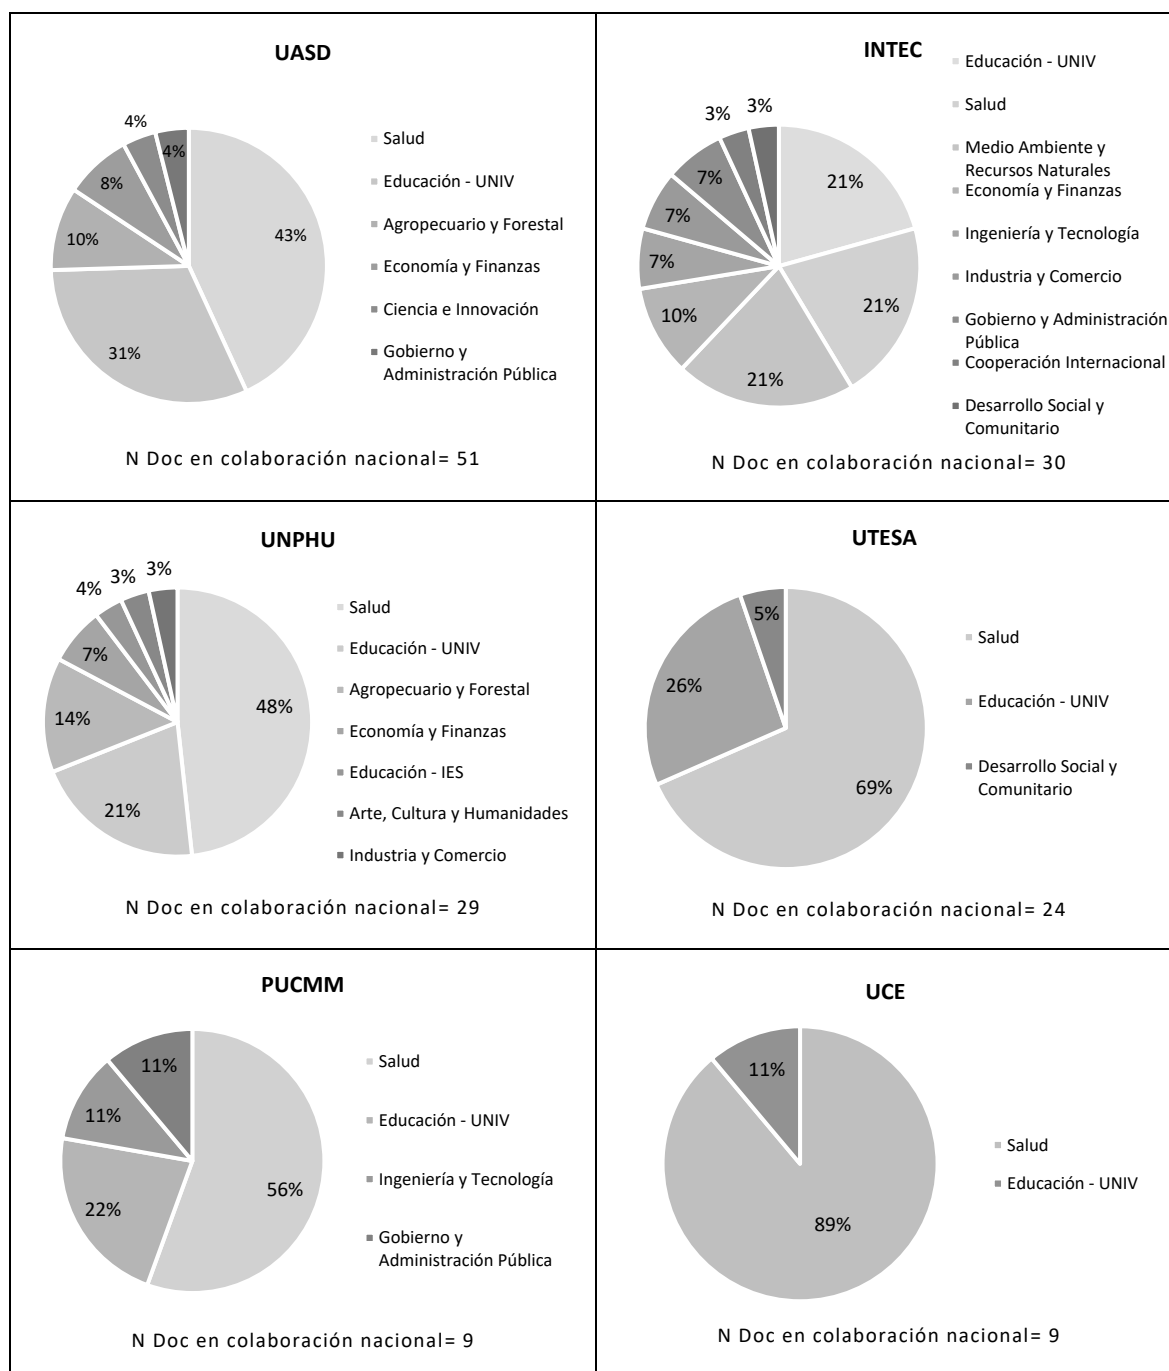 UASD
4%
4%
8%
10%
31%
43%
Salud
Educación - UNIV
Agropecuario y Forestal
Economía y Finanzas
Ciencia e Innovación
Gobierno y
Administración Pública
N Doc en colaboración nacional= 51
INTEC
3%
3%
7%
7%
7%
10%
21%
21%
21%
Educación - UNIV
Salud
Medio Ambiente y
Recursos Naturales
Economía y Finanzas
Ingeniería y Tecnología
Industria y Comercio
Gobierno y Administración
Pública
Cooperación Internacional
Desarrollo Social y
Comunitario
N Doc en colaboración nacional= 30
UNPHU
4%
3%
3%
7%
14%
21%
48%
Salud
Educación - UNIV
Agropecuario y Forestal
Economía y Finanzas
Educación - IES
Arte, Cultura y Humanidades
Industria y Comercio
N Doc en colaboración nacional= 29
UTESA
5%
26%
69%
Salud
Educación - UNIV
Desarrollo Social y
Comunitario
N Doc en colaboración nacional= 24
PUCMM
11%
11%
22%
56%
Salud
Educación - UNIV
Ingeniería y Tecnología
Gobierno y
Administración Pública
N Doc en colaboración nacional= 9
UCE
11%
89%
Salud
Educación - UNIV
N Doc en colaboración nacional= 9